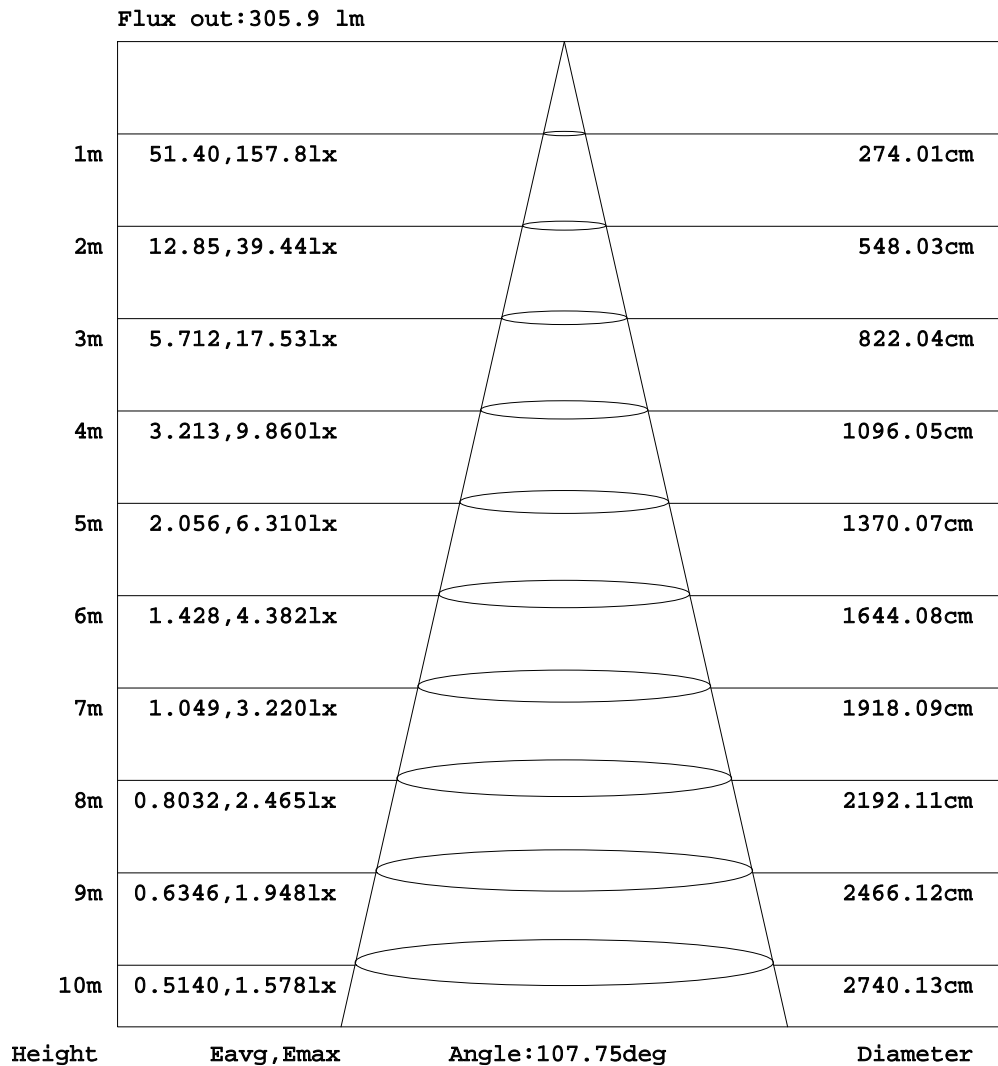 Flux out:305.9 lm
1m 51.40,157.8lx 274.01cm
2m 12.85,39.44lx 548.03cm
3m 5.712,17.53lx 822.04cm
4m 3.213,9.860lx 1096.05cm
5m 2.056,6.310lx 1370.07cm
6m 1.428,4.382lx 1644.08cm
7m 1.049,3.220lx 1918.09cm
8m 0.8032,2.465lx 2192.11cm
9m 0.6346,1.948lx 2466.12cm
10m 0.5140,1.578lx 2740.13cm
Height Eavg,Emax Angle:107.75deg Diameter